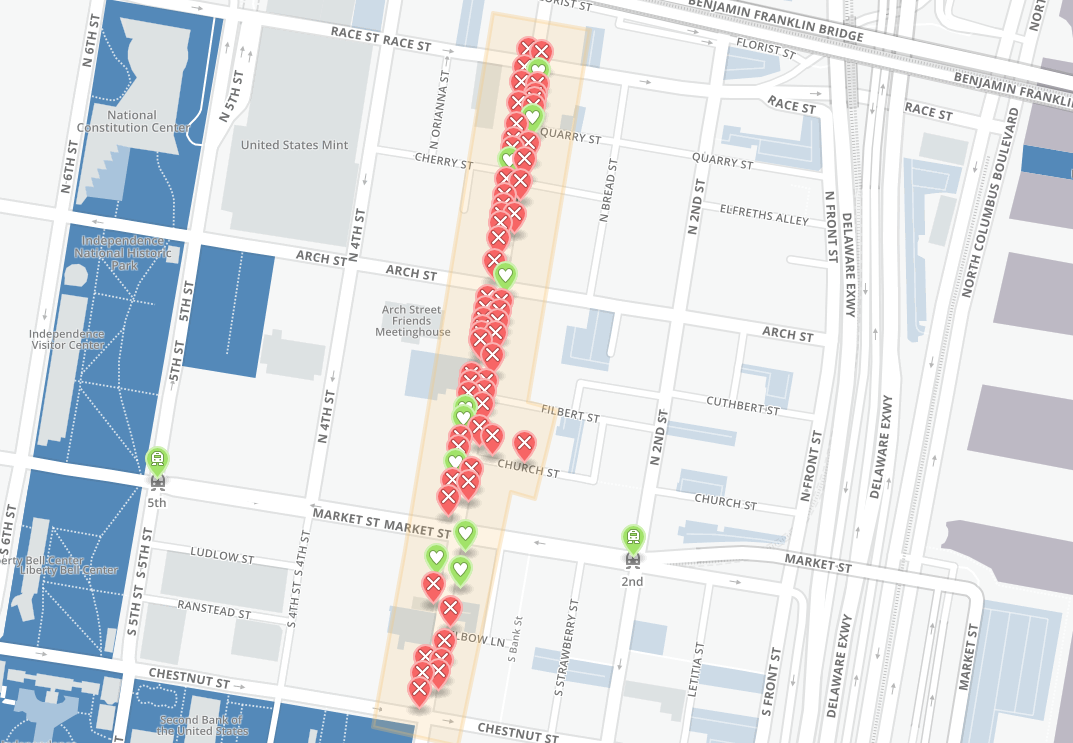 BENJAMIN FRANKLIN BRIDGE
N 6TH ST
RACE ST RACE ST
FLORIST ST
BENJAMIN FRANKLIN
N 5TH ST
N ORIANNA ST
RACE ST
RACE ST
National
Constitution Center
United States Mint
QUARRY ST
CHERRY ST
QUARRY ST
N 6TH ST
N BREAD ST
N 2ND ST
ELFRETHS ALLEY
N FRONT ST
DELAWARE EXWY
NORTH COLUMBUS BOULEVARD
N 4TH ST
Independence
National Historic
Park
ARCH ST
ARCH ST
5TH ST
Arch Street
Friends
Meetinghouse
Independence
Visitor Center
5TH ST
ARCH ST
N 4TH ST
FILBERT ST
CUTHBERT ST
N 2ND ST
DELAWARE EXWY
N FRONT ST
CHURCH ST
5th
CHURCH ST
MARKET ST MARKET ST
S 6TH ST
S 5TH ST
LUDLOW ST
S 4TH ST
2nd
MARKET ST
Liberty Bell Center
S 5TH ST
RANSTEAD ST
S 4TH ST
S Bank St
S STRAWBERRY ST
LETITIA ST
S FRONT ST
DELAWARE EXWY
MARKET ST
CHESTNUT ST
Second Bank of
the United States
CHESTNUT ST